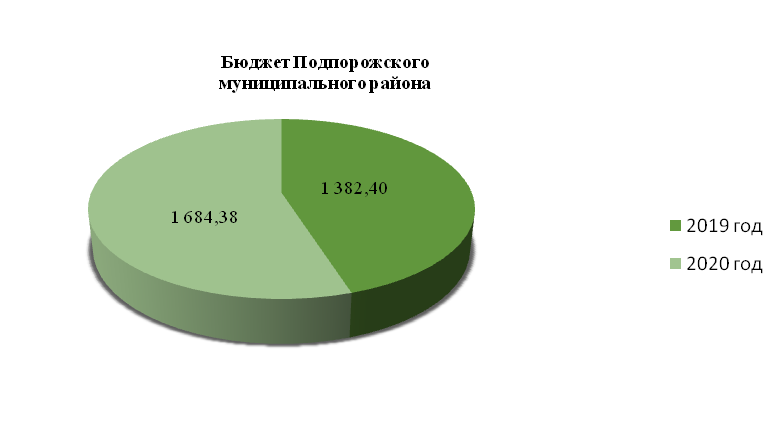 Бюджет Подпорожского
муниципального района
1 382,40
1 684,38
2019 год
2020 год